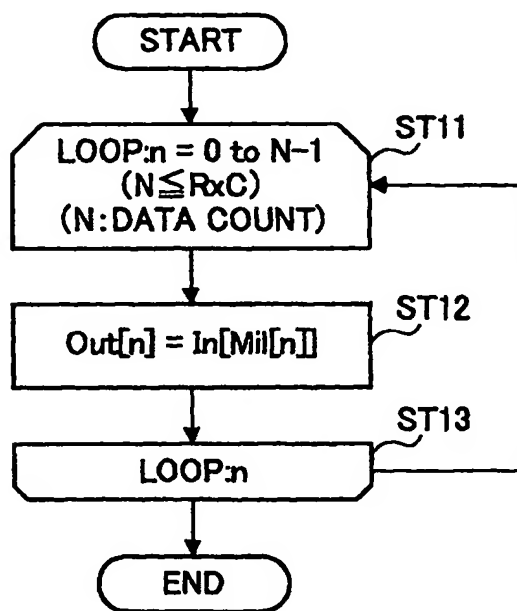 START
ST11
LOOP:n = 0 to N-1
(N≦RxC)
(N:DATA COUNT)
ST12
Out[n] = In[Mil[n]]
ST13
LOOP:n
END